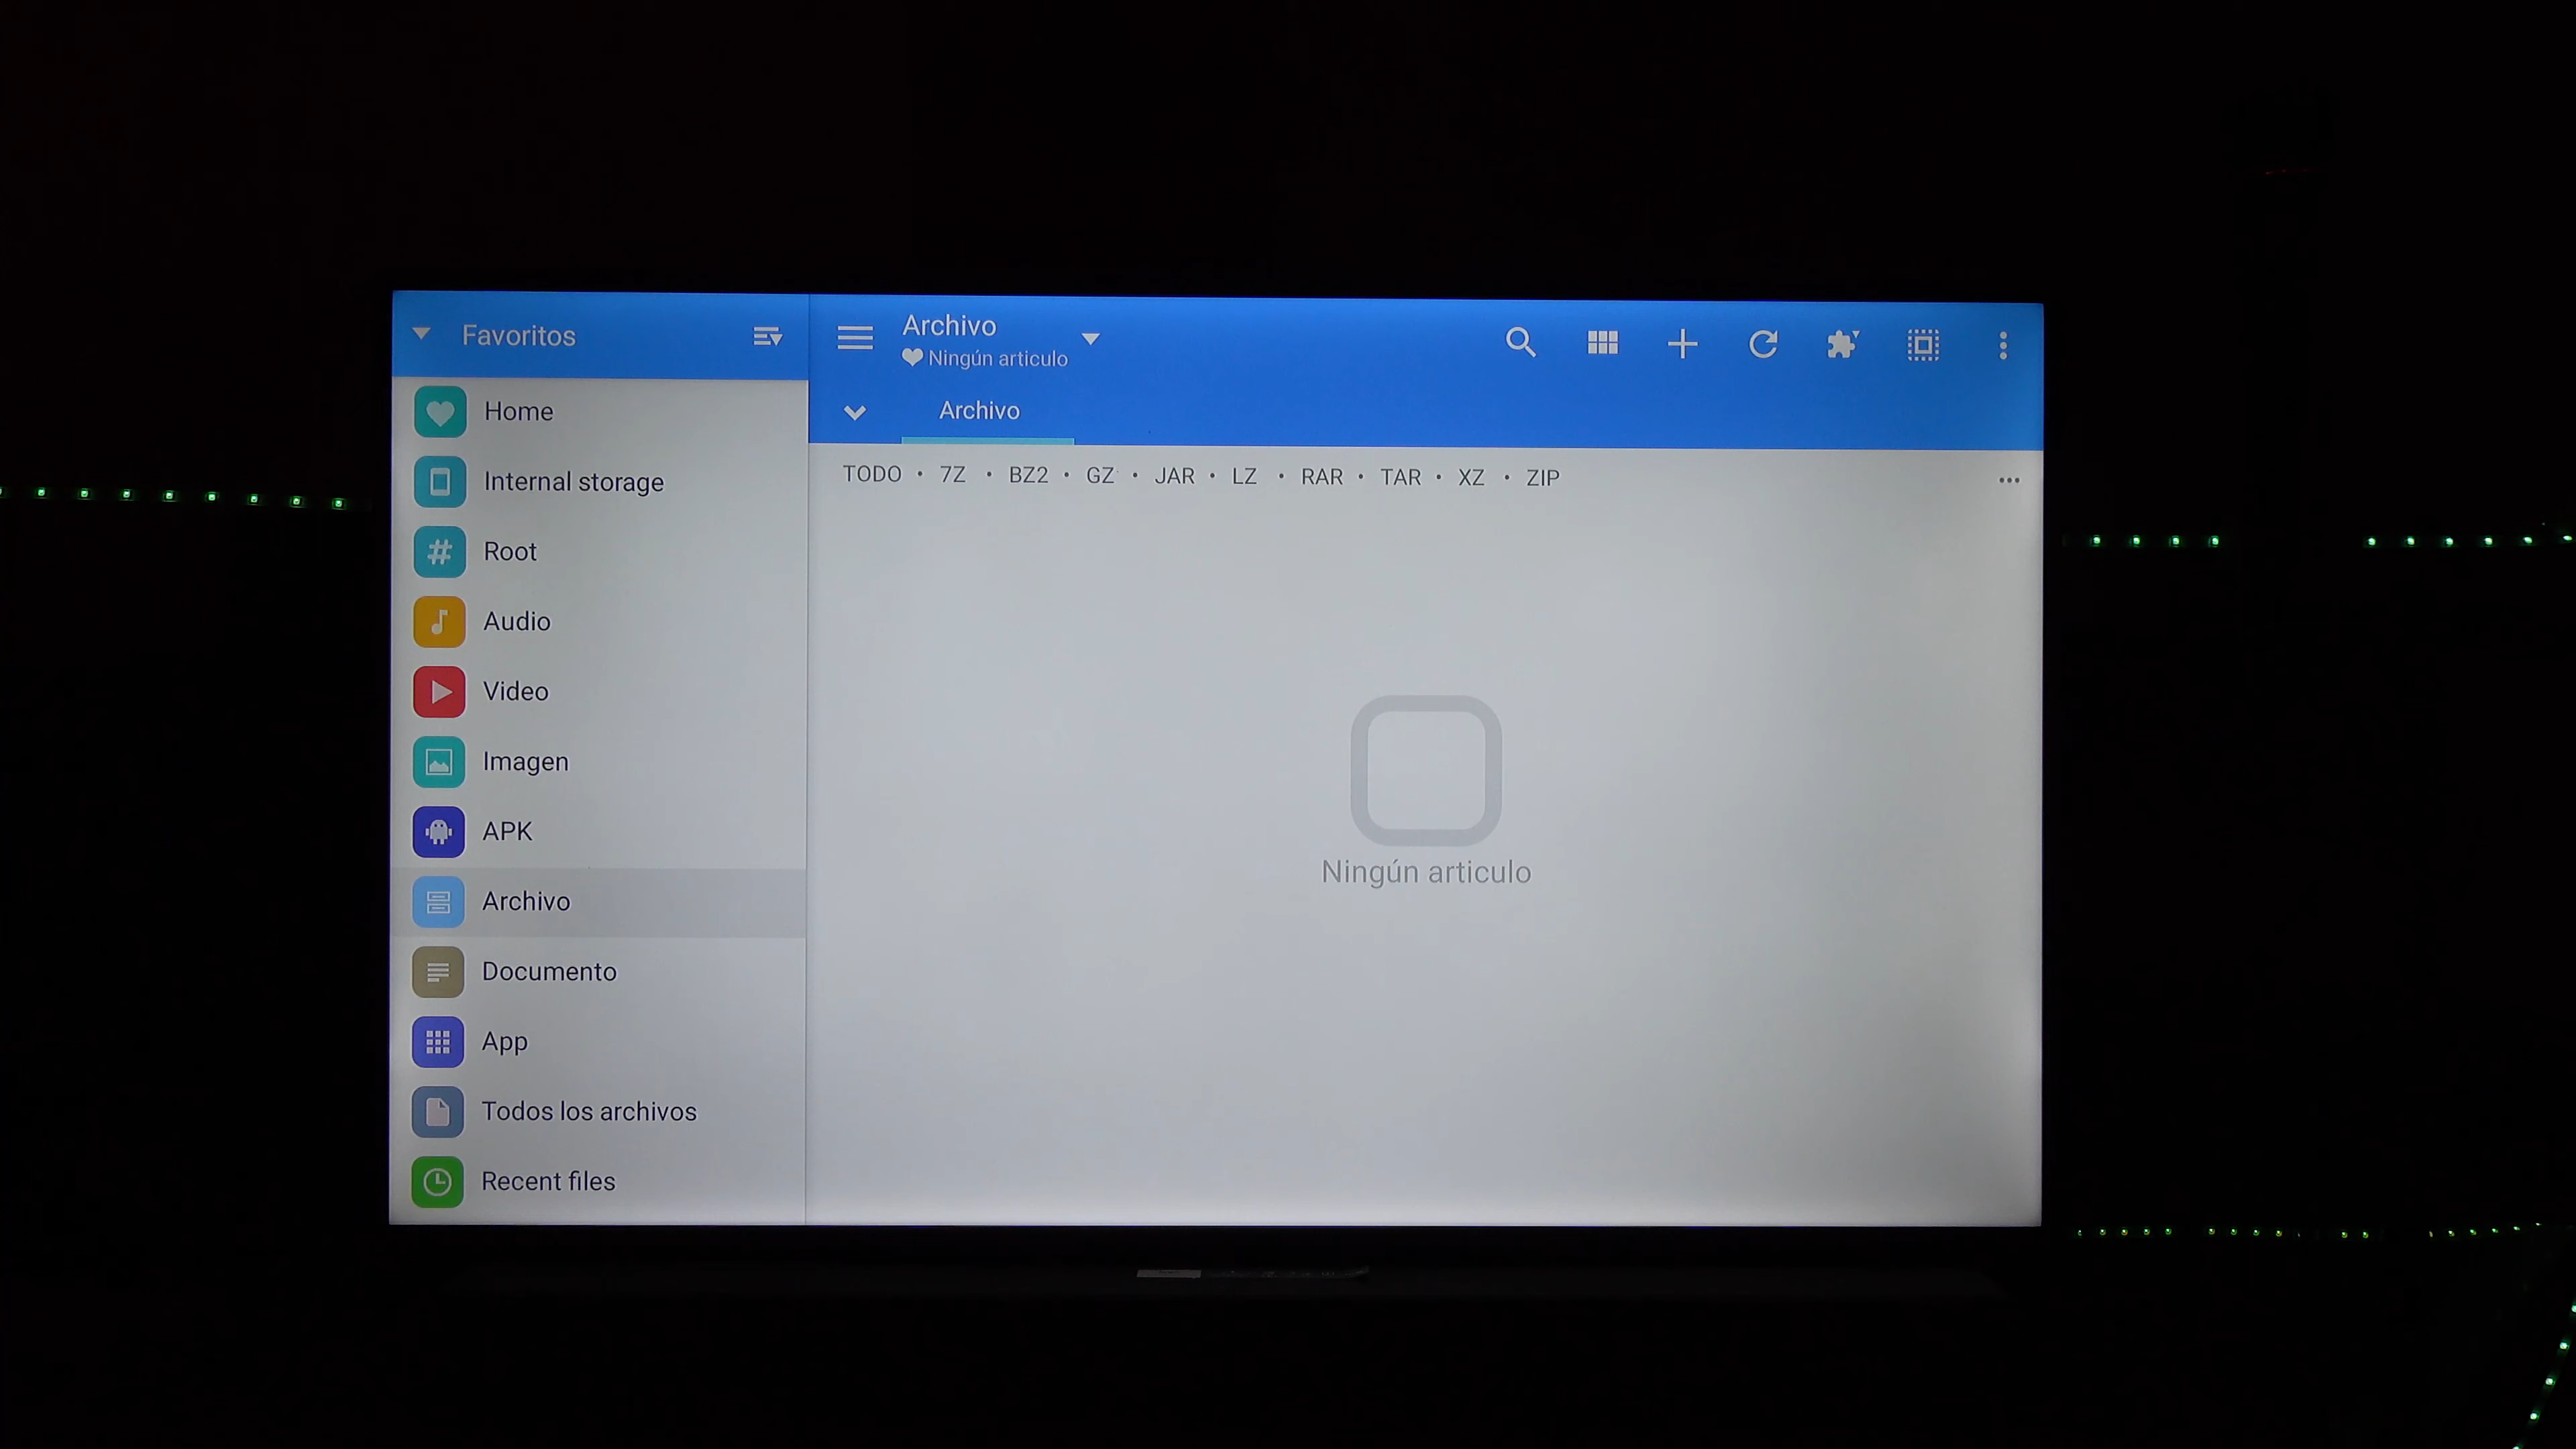 Favoritos
Home
Internal storage
Root
Audio
Video
Imagen
APK
Archivo
Documento
App
Todos los archivos
Recent files
Archivo
Ningún articulo
Archivo
TODO • 7Z • BZ2 • GZ • JAR • LZ • RAR • TAR • XZ • ZIP
Ningún articulo